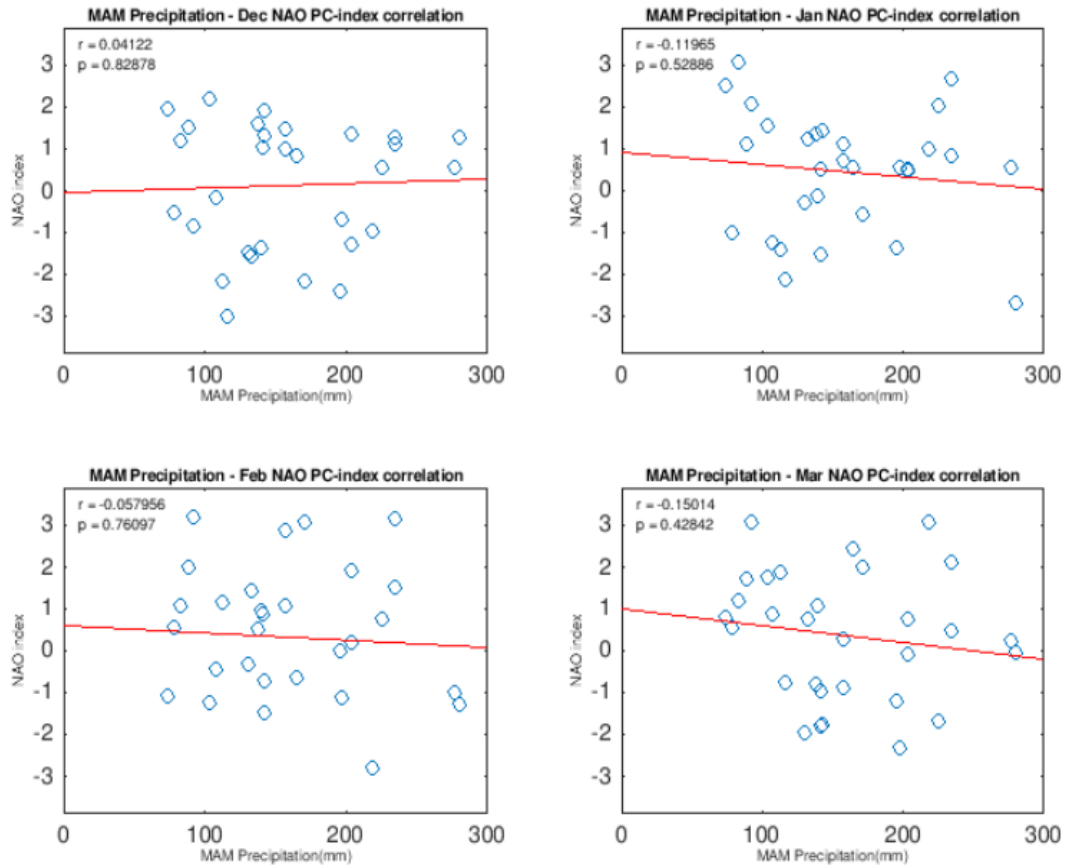 MAM Precipitation - Dec NAO PC-index correlation
r = 0.04122
p = 0.82878
3
2
1
0
-1
-2
-3
NAO index
0 100 200 300
MAM Precipitation(mm)
MAM Precipitation - Jan NAO PC-index correlation
r = -0.11965
p = 0.52886
3
2
1
0
-1
-2
-3
NAO index
0 100 200 300
MAM Precipitation(mm)
MAM Precipitation - Feb NAO PC-index correlation
r = -0.057956
p = 0.76097
3
2
1
0
-1
-2
-3
NAO index
0 100 200 300
MAM Precipitation(mm)
MAM Precipitation - Mar NAO PC-index correlation
r = -0.15014
p = 0.42842
3
2
1
0
-1
-2
-3
NAO index
0 100 200 300
MAM Precipitation(mm)